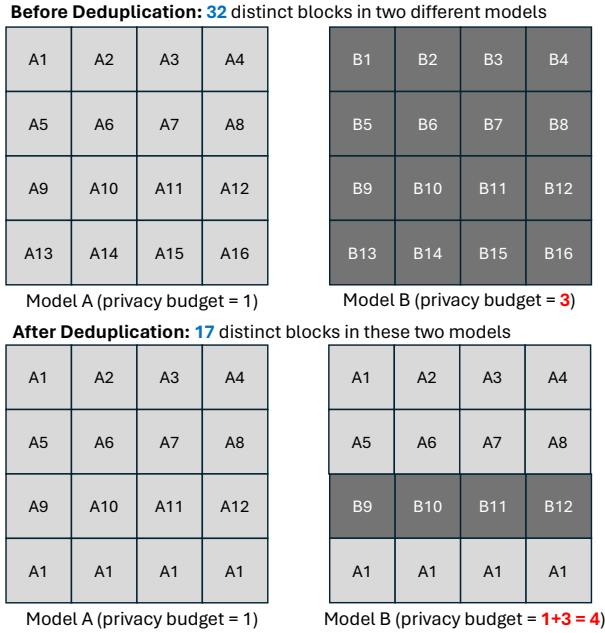 Before Deduplication: 32 distinct blocks in two different models
A1 A2 A3 A4 B1 B2 B3 B4
A5 A6 A7 A8 B5 B6 B7 B8
A9 A10 A11 A12 B9 B10 B11 B12
A13 A14 A15 A16 B13 B14 B15 B16
Model A (privacy budget = 1) Model B (privacy budget = 3)
After Deduplication: 17 distinct blocks in these two models
A1 A2 A3 A4 A1 A2 A3 A4
A5 A6 A7 A8 A5 A6 A7 A8
A9 A10 A11 A12 B9 B10 B11 B12
A1 A1 A1 A1 A1 A1 A1 A1
Model A (privacy budget = 1) Model B (privacy budget = 1+3 = 4)